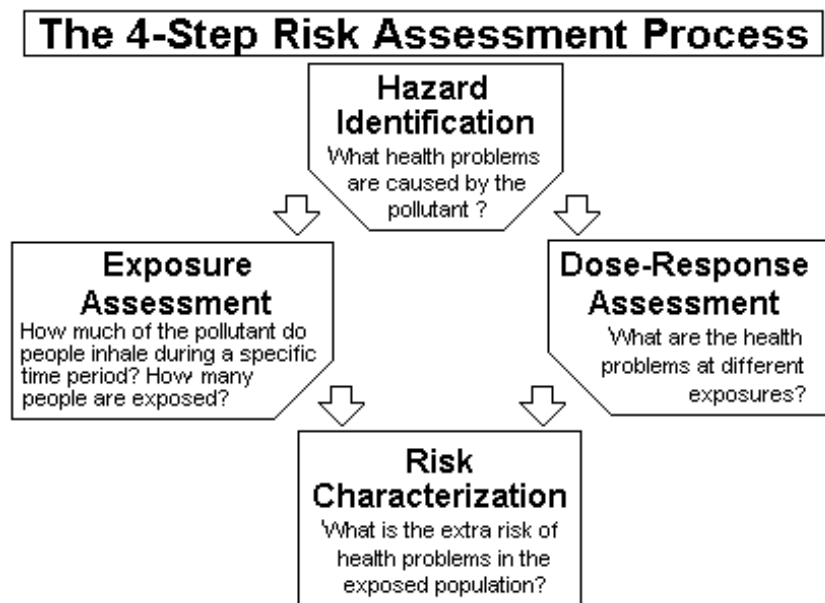 The 4-Step Risk Assessment Process
Hazard
Identification
What health problems
are caused by the
pollutant ?
Exposure
Assessment
How much of the pollutant do
people inhale during a specific
time period? How many
people are exposed?
Dose-Response
Assessment
What are the health
problems at different
exposures?
Risk
Characterization
What is the extra risk of
health problems in the
exposed population?